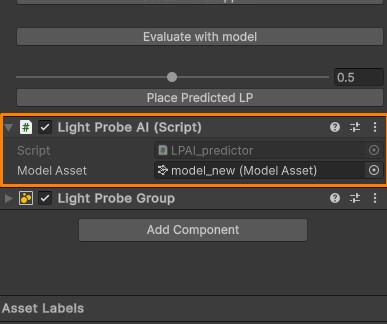 Evaluate with model
0.5
Place Predicted LP
Light Probe AI (Script)
Script LPAI_predictor
Model Asset model_new (Model Asset)
Light Probe Group
Add Component
Asset Labels